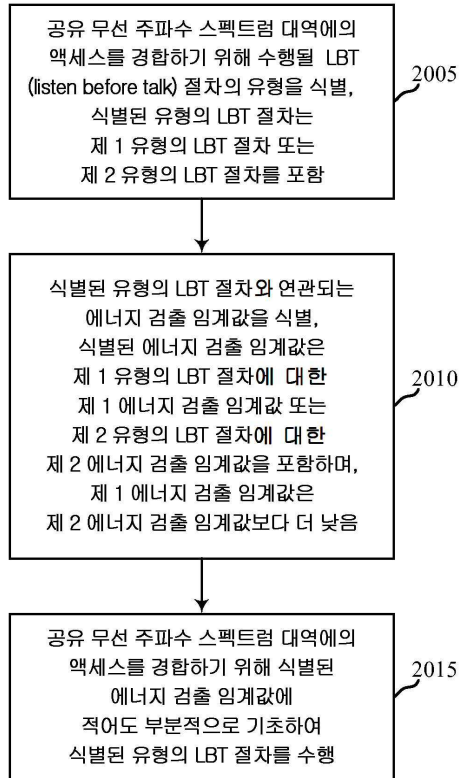 공유 무선 주파수 스펙트럼 대역에의
액세스를 경합하기 위해 수행될 LBT
(listen before talk) 절차의 유형을 식별,
식별된 유형의 LBT 절차는
제 1 유형의 LBT 절차 또는
제 2 유형의 LBT 절차를 포함
2005
식별된 유형의 LBT 절차와 연관되는
에너지 검출 임계값을 식별,
식별된 에너지 검출 임계값은
제 1 유형의 LBT 절차에 대한
제 1 에너지 검출 임계값 또는
제 2 유형의 LBT 절차에 대한
제 2 에너지 검출 임계값을 포함하며,
제 1 에너지 검출 임계값은
제 2 에너지 검출 임계값보다 더 낮음
2010
공유 무선 주파수 스펙트럼 대역에의
액세스를 경합하기 위해 식별된
에너지 검출 임계값에
적어도 부분적으로 기초하여
식별된 유형의 LBT 절차를 수행
2015